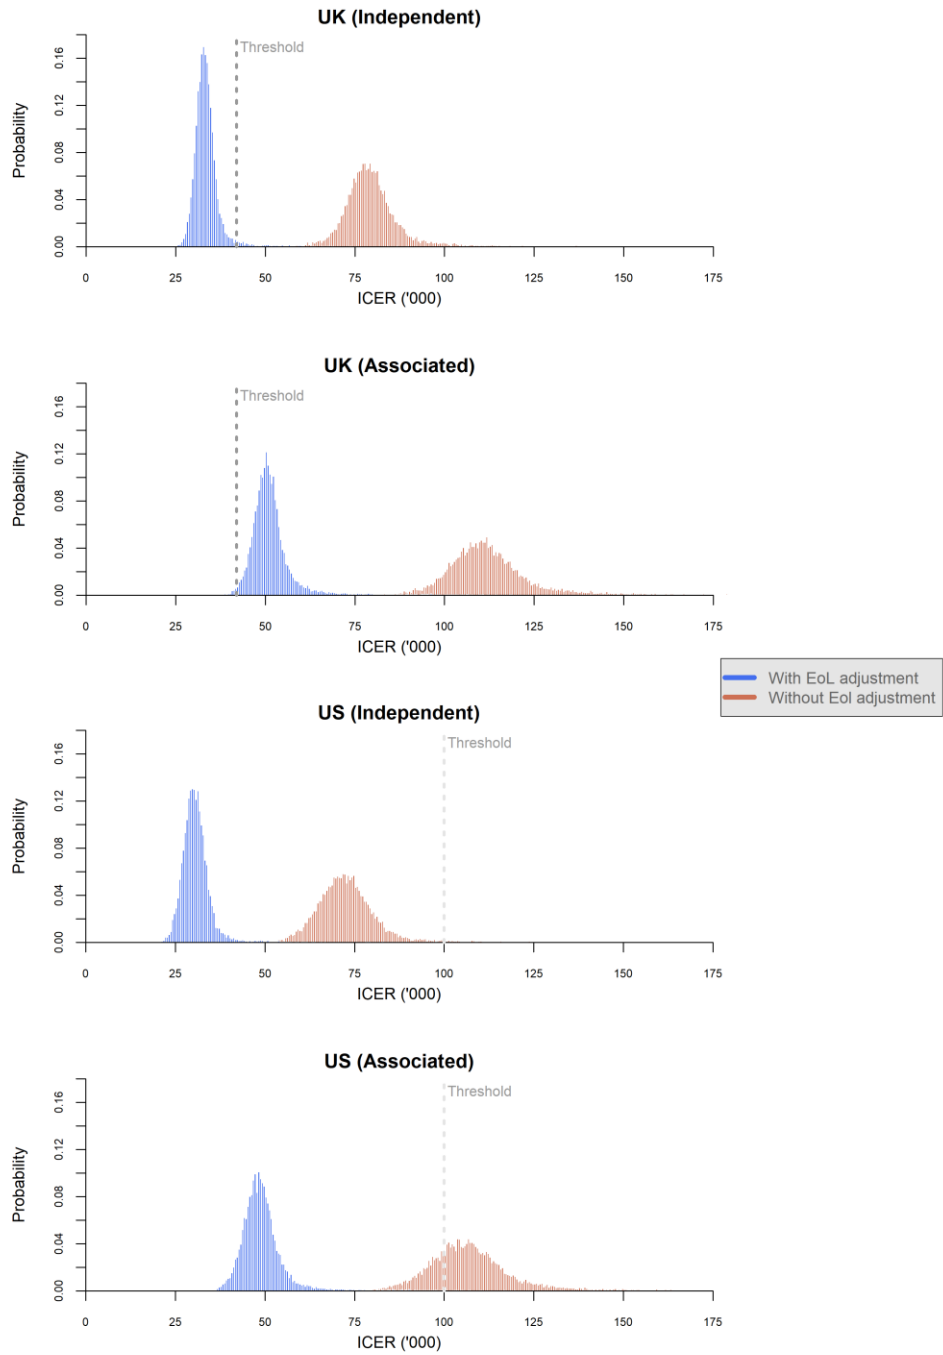 UK (Independent)
Threshold
Probability
0.16
0.12
0.08
0.04
0.00
0 25 50 75 100 125 150 175
ICER ('000)
UK (Associated)
Threshold
Probability
0.16
0.12
0.08
0.04
0.00
0 25 50 75 100 125 150 175
ICER ('000)
With EoL adjustment
Without Eol adjustment
US (Independent)
Threshold
Probability
0.16
0.12
0.08
0.04
0.00
0 25 50 75 100 125 150 175
ICER ('000)
US (Associated)
Threshold
Probability
0.16
0.12
0.08
0.04
0.00
0 25 50 75 100 125 150 175
ICER ('000)